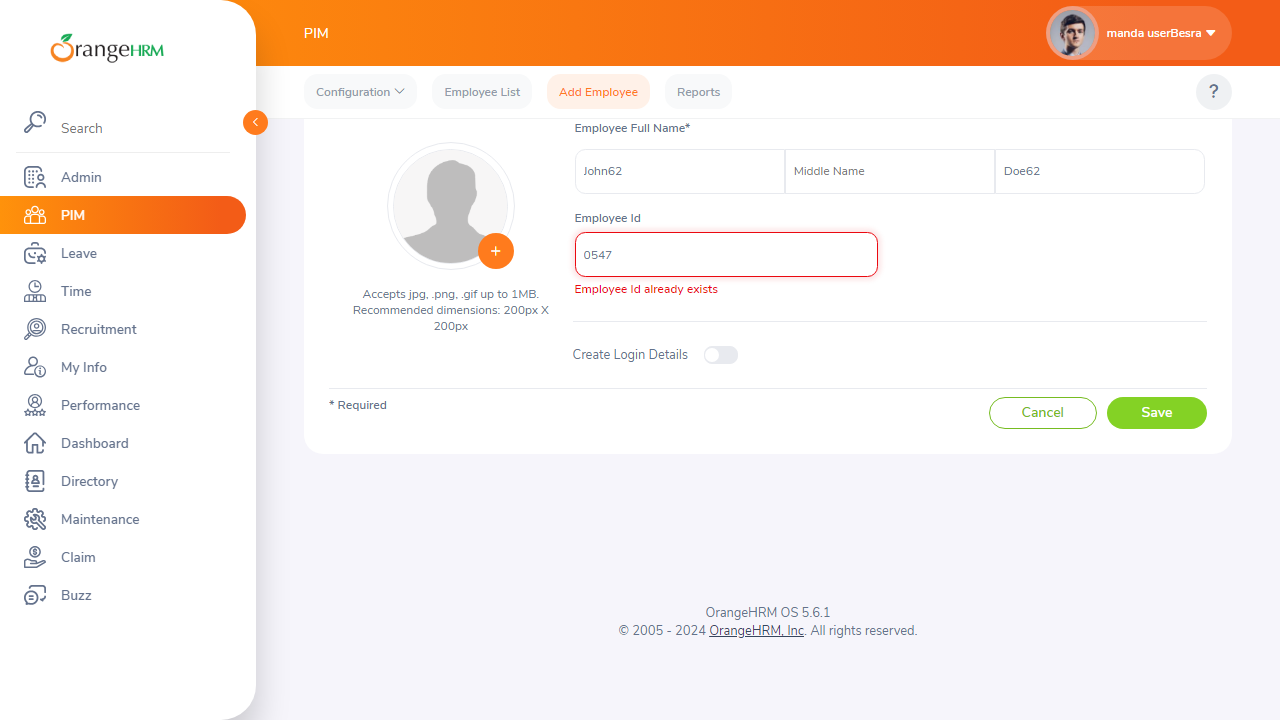 OrangeHRM
PIM
manda userBesra
Configuration
Employee List
Add Employee
Reports
?
Search
Admin
PIM
Leave
Time
Recruitment
My Info
Performance
Dashboard
Directory
Maintenance
Claim
Buzz
Employee Full Name*
John62
Middle Name
Doe62
Employee Id
0547
Employee Id already exists
+
Accepts jpg, .png, .gif up to 1MB.
Recommended dimensions: 200px X
200px
Create Login Details
* Required
Cancel
Save
OrangeHRM OS 5.6.1
© 2005 - 2024 OrangeHRM, Inc. All rights reserved.